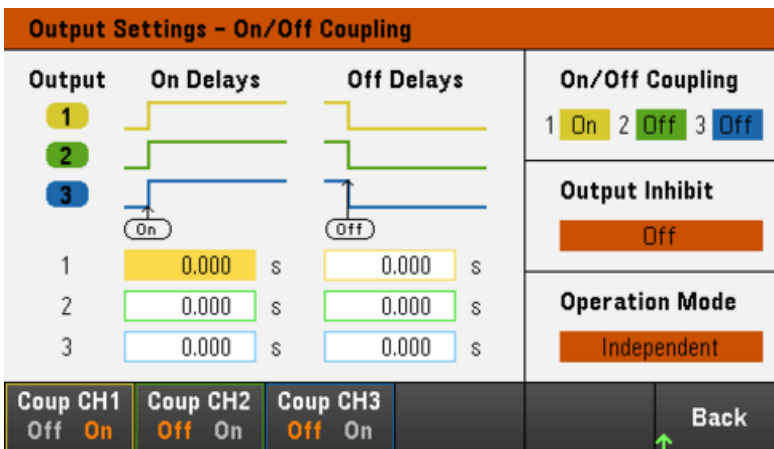 Output Settings - On/Off Coupling
Output On Delays Off Delays
1
2
3
On Off
1 0.000 s 0.000 s
2 0.000 s 0.000 s
3 0.000 s 0.000 s
On/Off Coupling
1 On 2 Off 3 Off
Output Inhibit
Off
Operation Mode
Independent
Coup CH1 Coup CH2 Coup CH3 Back
Off On Off On Off On